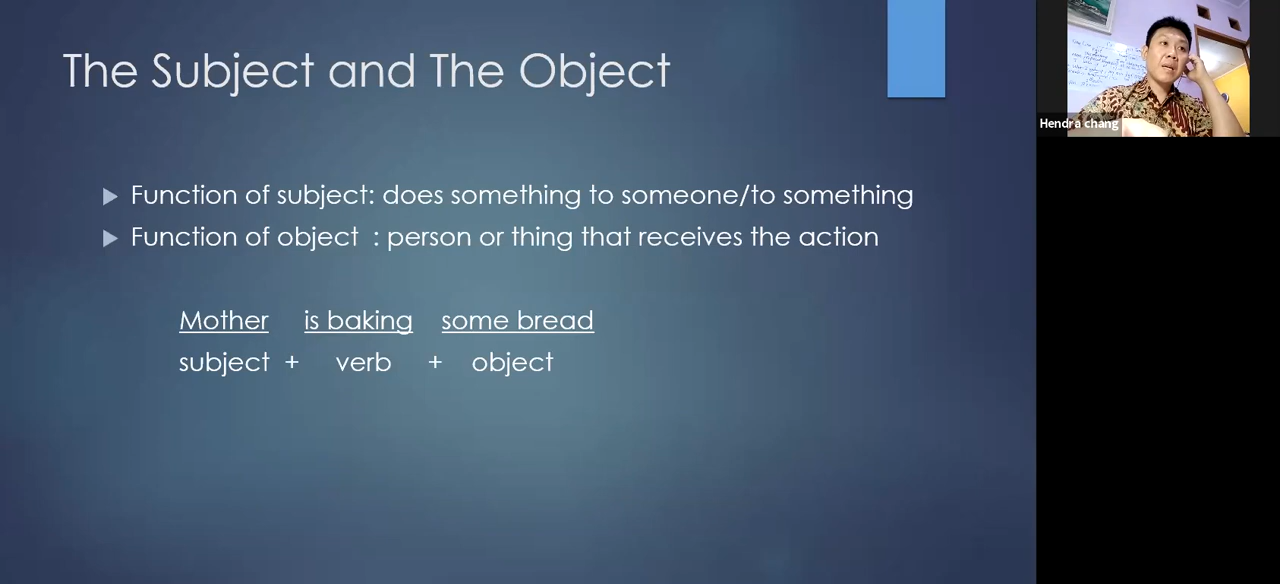 The Subject and The Object
Function of subject: does something to someone/to something
Function of object : person or thing that receives the action
Mother is baking some bread
subject + verb + object
Hendra chang